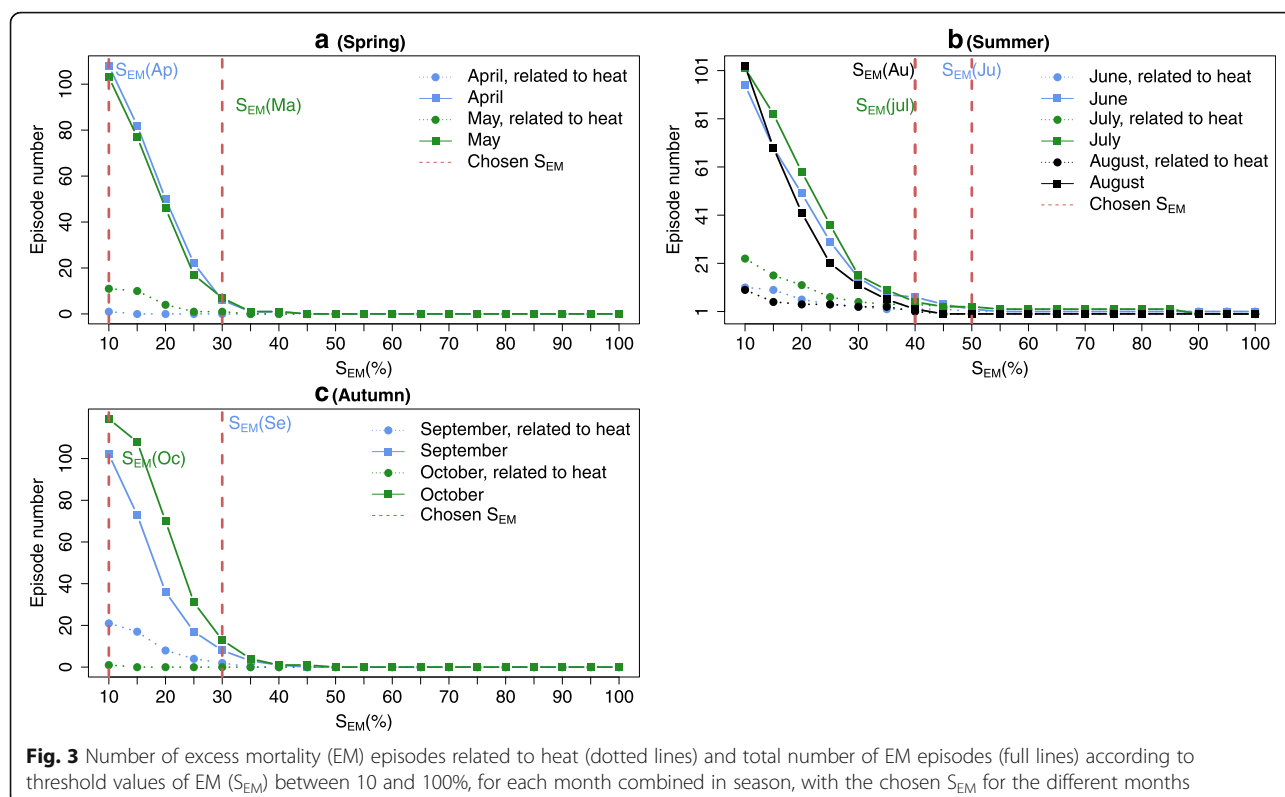 a (Spring)
Episode number
0 20 40 60 80 100
S_EM(Ap)
S_EM(Ma)
April, related to heat
April
May, related to heat
May
Chosen S_EM
10 20 30 40 50 60 70 80 90 100
S_EM(%)
b (Summer)
Episode number
1 21 41 61 81 101
S_EM(Au)
S_EM(Ju)
S_EM(jul)
June, related to heat
June
July, related to heat
July
August, related to heat
August
Chosen S_EM
10 20 30 40 50 60 70 80 90 100
S_EM(%)
c (Autumn)
Episode number
0 20 40 60 80 100
S_EM(Se)
S_EM(Oc)
September, related to heat
September
October, related to heat
October
Chosen S_EM
10 20 30 40 50 60 70 80 90 100
S_EM(%)
Fig. 3 Number of excess mortality (EM) episodes related to heat (dotted lines) and total number of EM episodes (full lines) according to
threshold values of EM (S_EM) between 10 and 100%, for each month combined in season, with the chosen S_EM for the different months